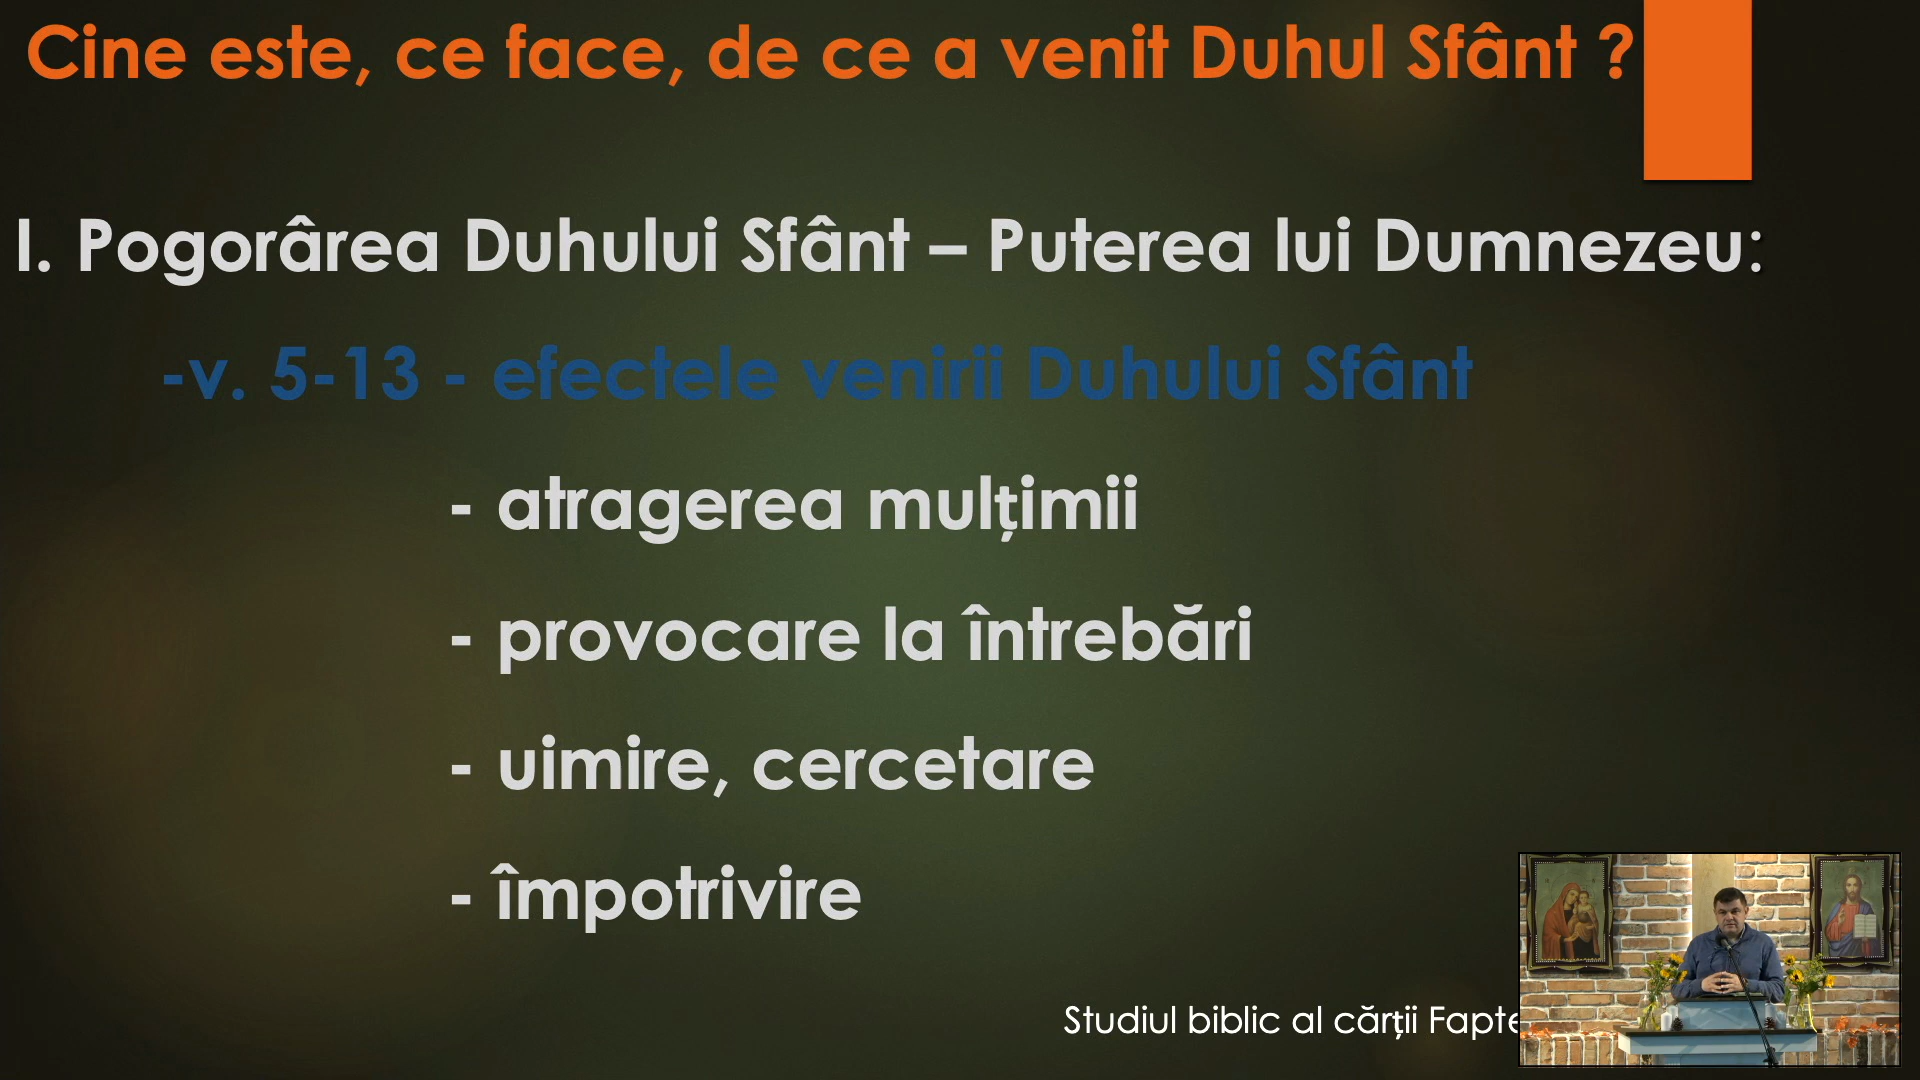 Cine este, ce face, de ce a venit Duhul Sfânt ?
I. Pogorârea Duhului Sfânt – Puterea lui Dumnezeu:
-v. 5-13 - efectele venirii Duhului Sfânt
- atragerea mulțimii
- provocare la întrebări
- uimire, cercetare
- împotrivire
Studiul biblic al cărții Fapte